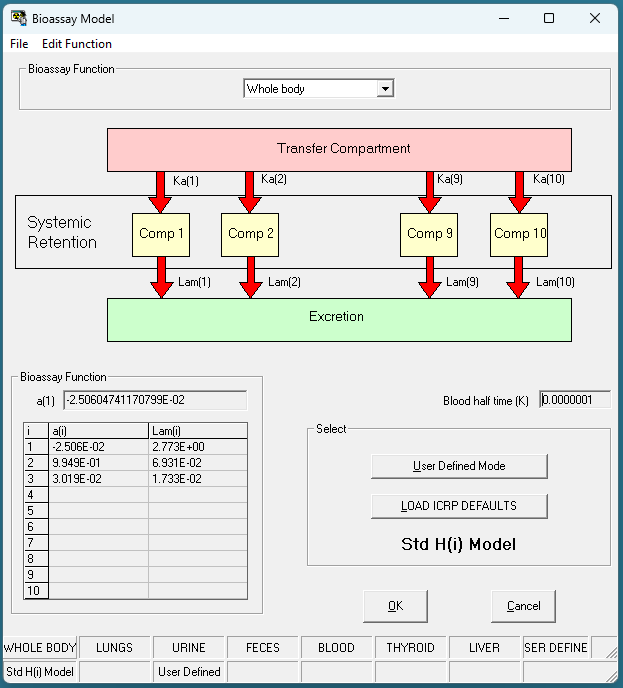 Bioassay Model
File Edit Function
Bioassay Function
Whole body
Transfer Compartment
Ka(1) Ka(2) Ka(9) Ka(10)
Systemic
Retention
Comp 1 Comp 2 Comp 9 Comp 10
Lam(1) Lam(2) Lam(9) Lam(10)
Excretion
Bioassay Function
a(1) -2.50604741170799E-02
Blood half time (K) 0.0000001
i a(i) Lam(i)
1 -2.506E-02 2.773E+00
2 9.949E-01 6.931E-02
3 3.019E-02 1.733E-02
4
5
6
7
8
9
10
Select
User Defined Mode
LOAD ICRP DEFAULTS
Std H(i) Model
OK Cancel
WHOLE BODY LUNGS URINE FECES BLOOD THYROID LIVER SER DEFINE
Std H(i) Model User Defined